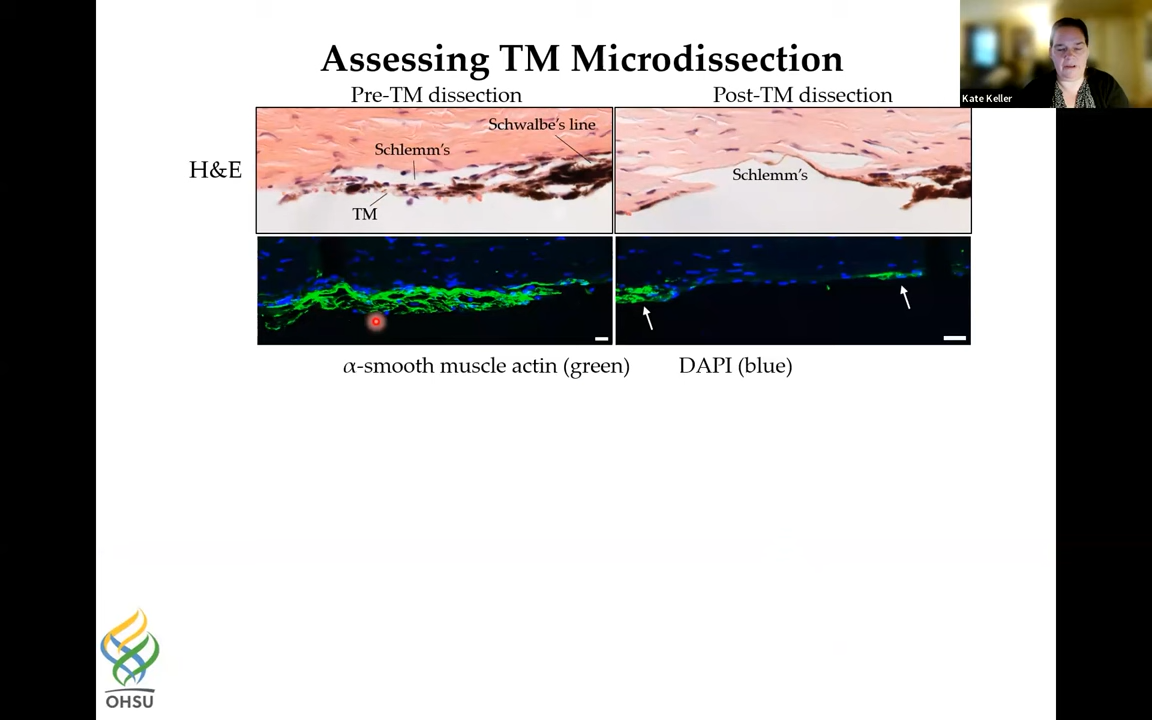 Assessing TM Microdissection
Pre-TM dissection
Post-TM dissection
Kate Keller
H&E
Schwalbe's line
Schlemm's
TM
Schlemm's
α-smooth muscle actin (green)
DAPI (blue)
OHSU